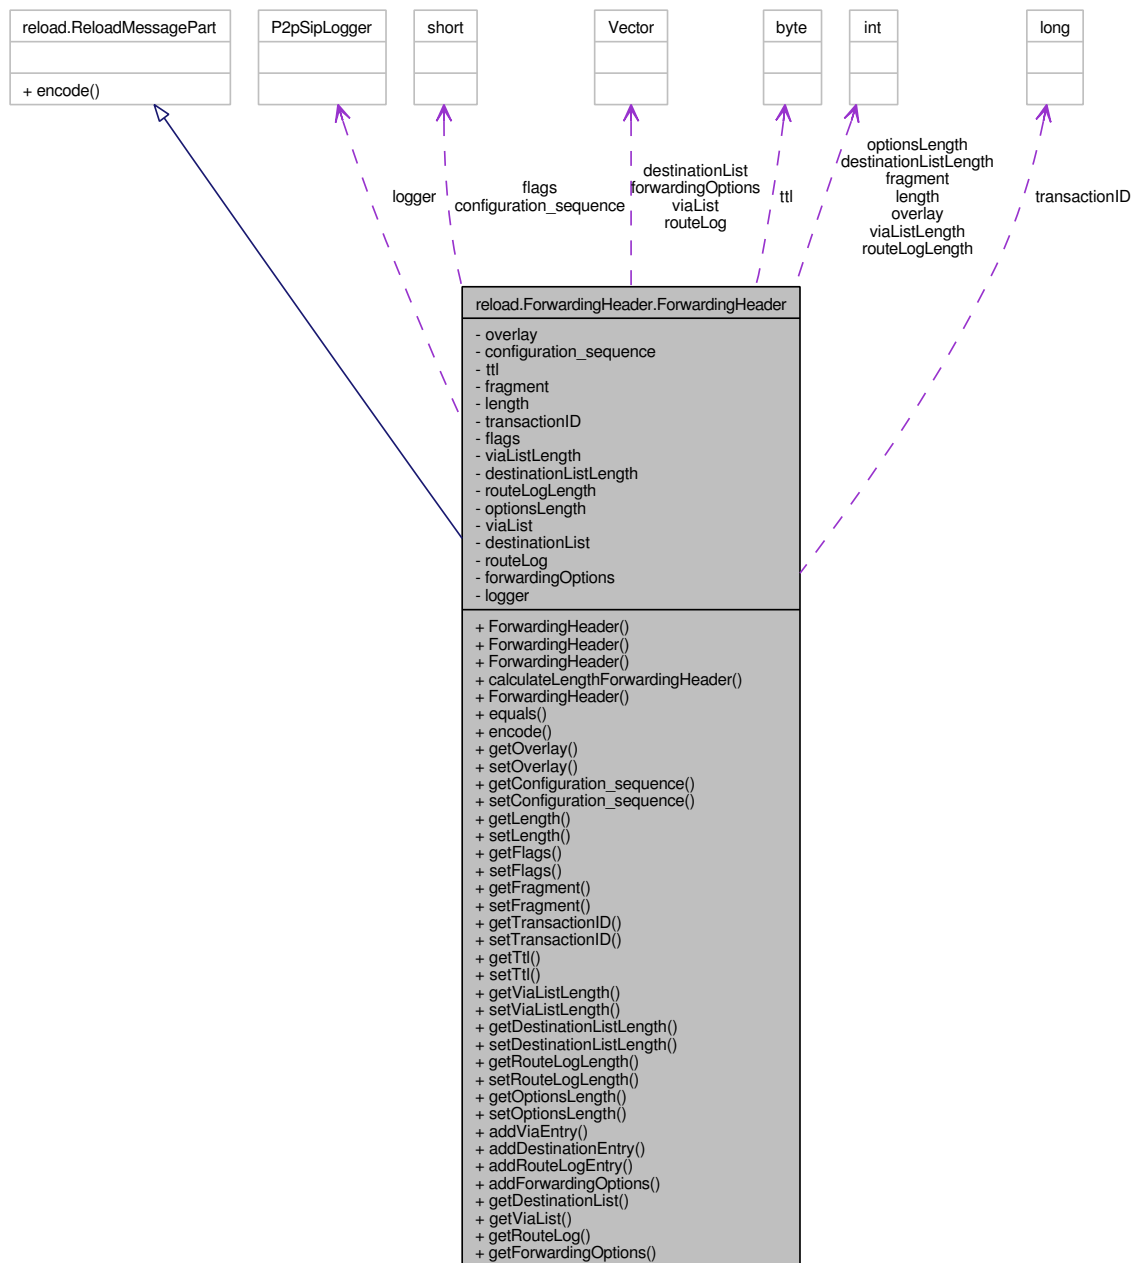 reload.ReloadMessagePart
+ encode()
P2pSipLogger
short
Vector
byte
int
long
logger
flags
configuration_sequence
destinationList
forwardingOptions
viaList
routeLog
ttl
optionsLength
destinationListLength
fragment
length
overlay
viaListLength
routeLogLength
transactionID
reload.ForwardingHeader.ForwardingHeader
- overlay
- configuration_sequence
- ttl
- fragment
- length
- transactionID
- flags
- viaListLength
- destinationListLength
- routeLogLength
- optionsLength
- viaList
- destinationList
- routeLog
- forwardingOptions
- logger
+ ForwardingHeader()
+ ForwardingHeader()
+ ForwardingHeader()
+ calculateLengthForwardingHeader()
+ ForwardingHeader()
+ equals()
+ encode()
+ getOverlay()
+ setOverlay()
+ getConfiguration_sequence()
+ setConfiguration_sequence()
+ getLength()
+ setLength()
+ getFlags()
+ setFlags()
+ getFragment()
+ setFragment()
+ getTransactionID()
+ setTransactionID()
+ getTtl()
+ setTtl()
+ getViaListLength()
+ setViaListLength()
+ getDestinationListLength()
+ setDestinationListLength()
+ getRouteLogLength()
+ setRouteLogLength()
+ getOptionsLength()
+ setOptionsLength()
+ addViaEntry()
+ addDestinationEntry()
+ addRouteLogEntry()
+ addForwardingOptions()
+ getDestinationList()
+ getViaList()
+ getRouteLog()
+ getForwardingOptions()